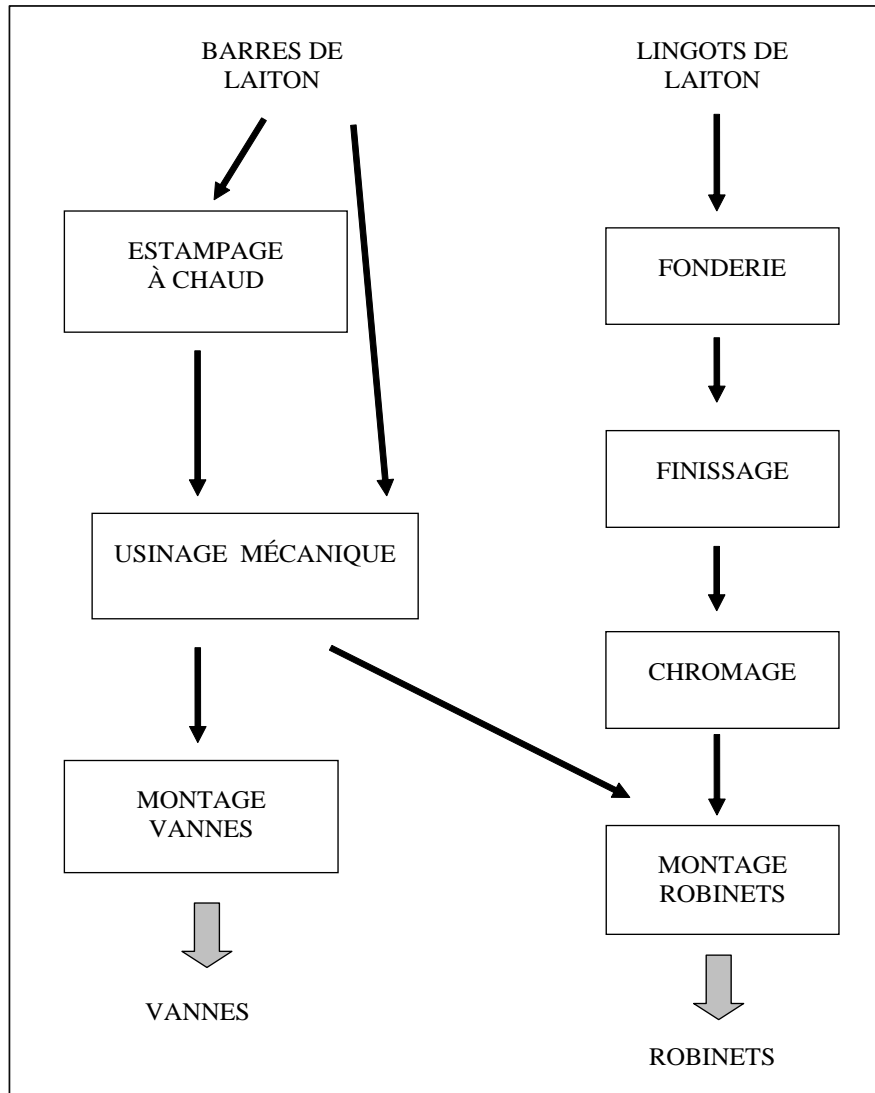 BARRES DE
LAITON
LINGOTS DE
LAITON
ESTAMPAGE
À CHAUD
FONDERIE
FINISSAGE
USINAGE MÉCANIQUE
CHROMAGE
MONTAGE
VANNES
MONTAGE
ROBINETS
VANNES
ROBINETS